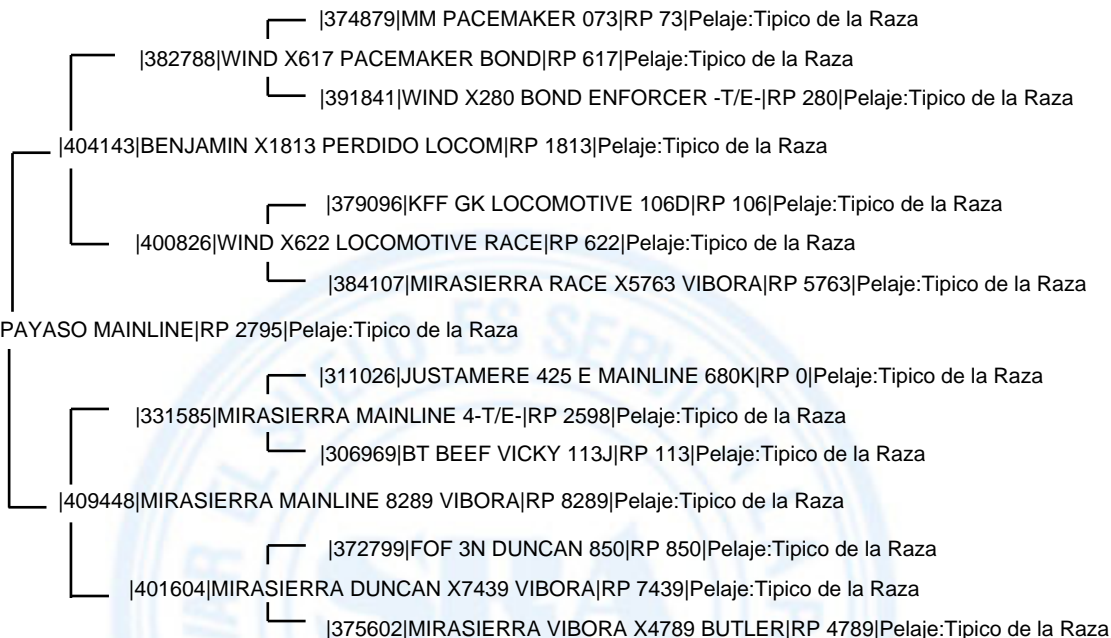 |374879|MM PACEMAKER 073|RP 73|Pelaje:Tipico de la Raza
|382788|WIND X617 PACEMAKER BOND|RP 617|Pelaje:Tipico de la Raza
|391841|WIND X280 BOND ENFORCER -T/E-|RP 280|Pelaje:Tipico de la Raza
|404143|BENJAMIN X1813 PERDIDO LOCOM|RP 1813|Pelaje:Tipico de la Raza
|379096|KFF GK LOCOMOTIVE 106D|RP 106|Pelaje:Tipico de la Raza
|400826|WIND X622 LOCOMOTIVE RACE|RP 622|Pelaje:Tipico de la Raza
|384107|MIRASIERRA RACE X5763 VIBORA|RP 5763|Pelaje:Tipico de la Raza
PAYASO MAINLINE|RP 2795|Pelaje:Tipico de la Raza
|311026|JUSTAMERE 425 E MAINLINE 680K|RP 0|Pelaje:Tipico de la Raza
|331585|MIRASIERRA MAINLINE 4-T/E-|RP 2598|Pelaje:Tipico de la Raza
|306969|BT BEEF VICKY 113J|RP 113|Pelaje:Tipico de la Raza
|409448|MIRASIERRA MAINLINE 8289 VIBORA|RP 8289|Pelaje:Tipico de la Raza
|372799|FOF 3N DUNCAN 850|RP 850|Pelaje:Tipico de la Raza
|401604|MIRASIERRA DUNCAN X7439 VIBORA|RP 7439|Pelaje:Tipico de la Raza
|375602|MIRASIERRA VIBORA X4789 BUTLER|RP 4789|Pelaje:Tipico de la Raza